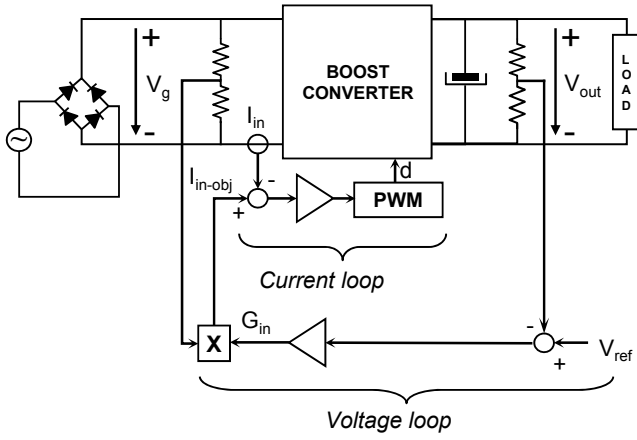 +
V_g
-
BOOST
CONVERTER
+
V_out
-
L
O
A
D
I_in
I_in-obj
-
+
d
PWM
Current loop
X
G_in
-
+
V_ref
Voltage loop